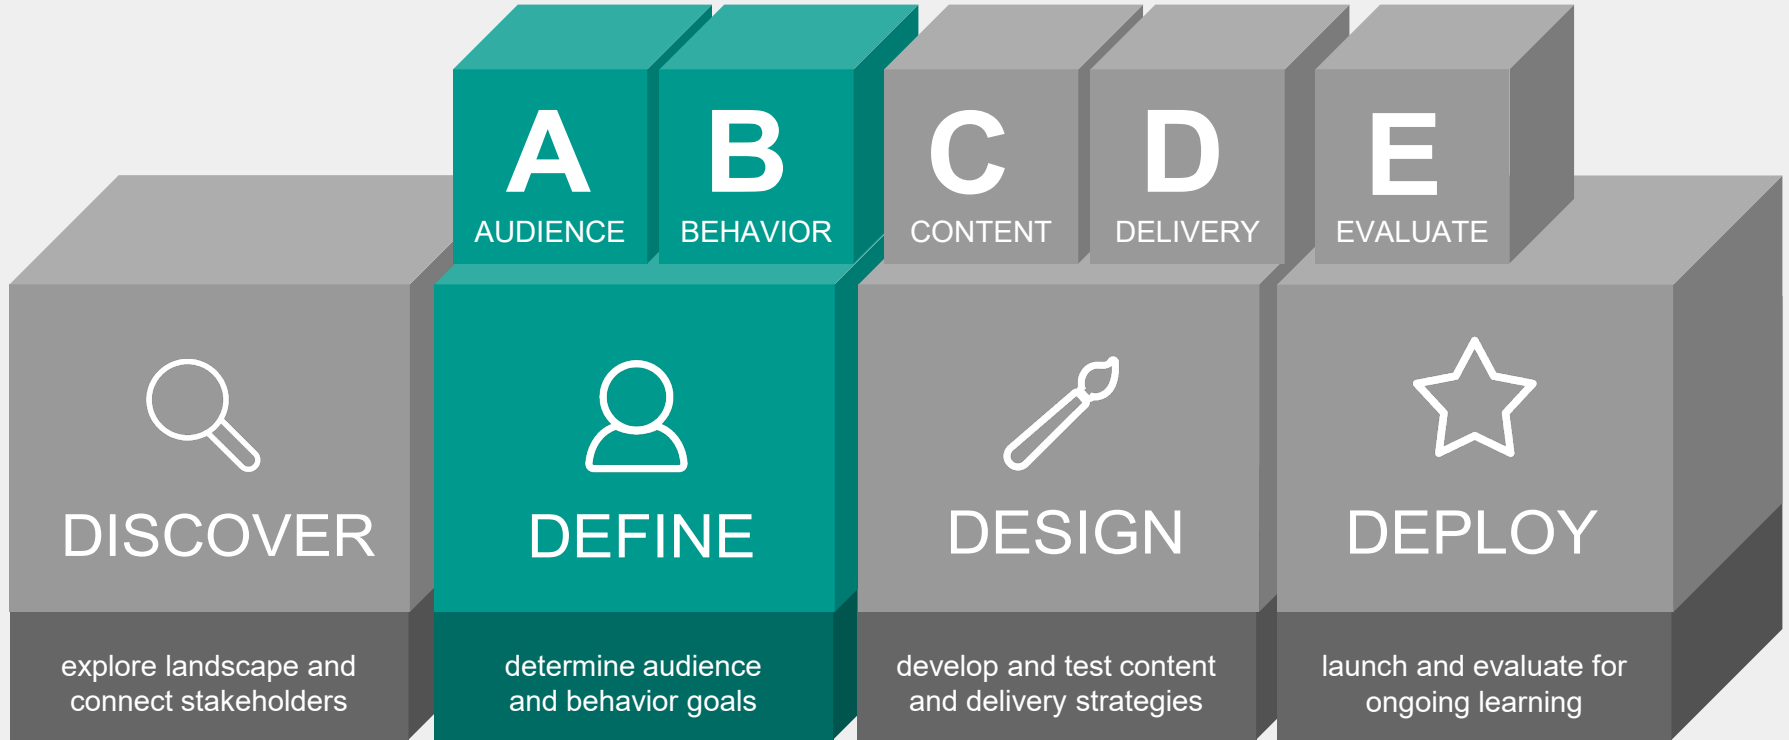 A
AUDIENCE
B
BEHAVIOR
C
CONTENT
D
DELIVERY
E
EVALUATE
DISCOVER
explore landscape and
connect stakeholders
DEFINE
determine audience
and behavior goals
DESIGN
develop and test content
and delivery strategies
DEPLOY
launch and evaluate for
ongoing learning